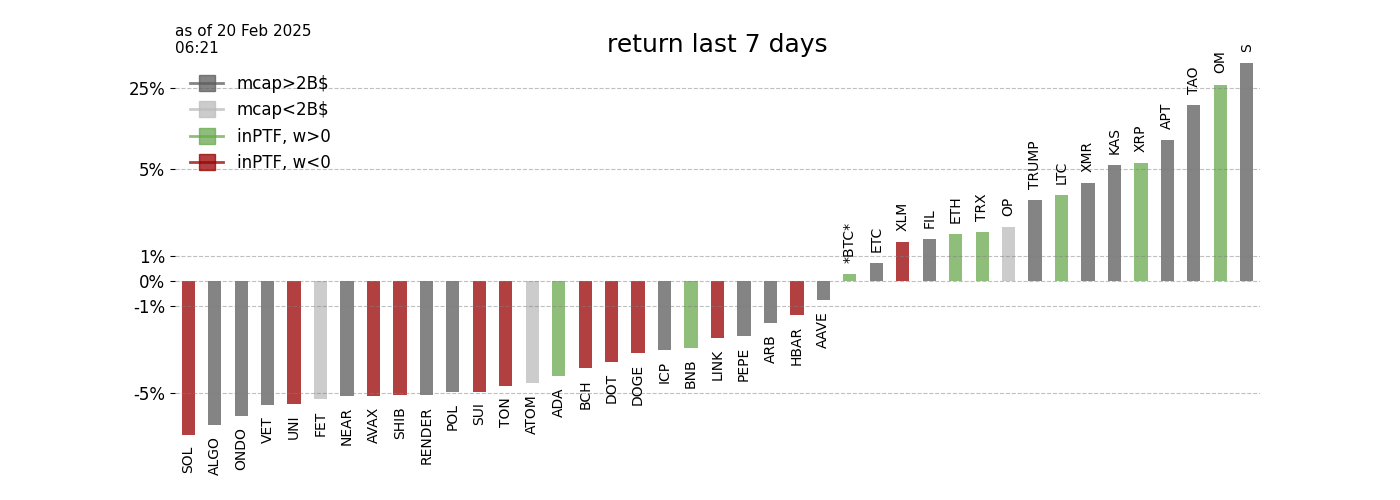 as of 20 Feb 2025
06:21
return last 7 days
mcap>2B$
mcap<2B$
inPTF, w>0
inPTF, w<0
25%
5%
1%
0%
-1%
-5%
SOL
ALGO
ONDO
VET
UNI
FET
NEAR
AVAX
SHIB
RENDER
POL
SUI
TON
ATOM
ADA
BCH
DOT
DOGE
ICP
BNB
LINK
PEPE
ARB
HBAR
AAVE
*BTC*
ETC
XLM
FIL
ETH
TRX
OP
TRUMP
LTC
XMR
KAS
XRP
APT
TAO
OM
S